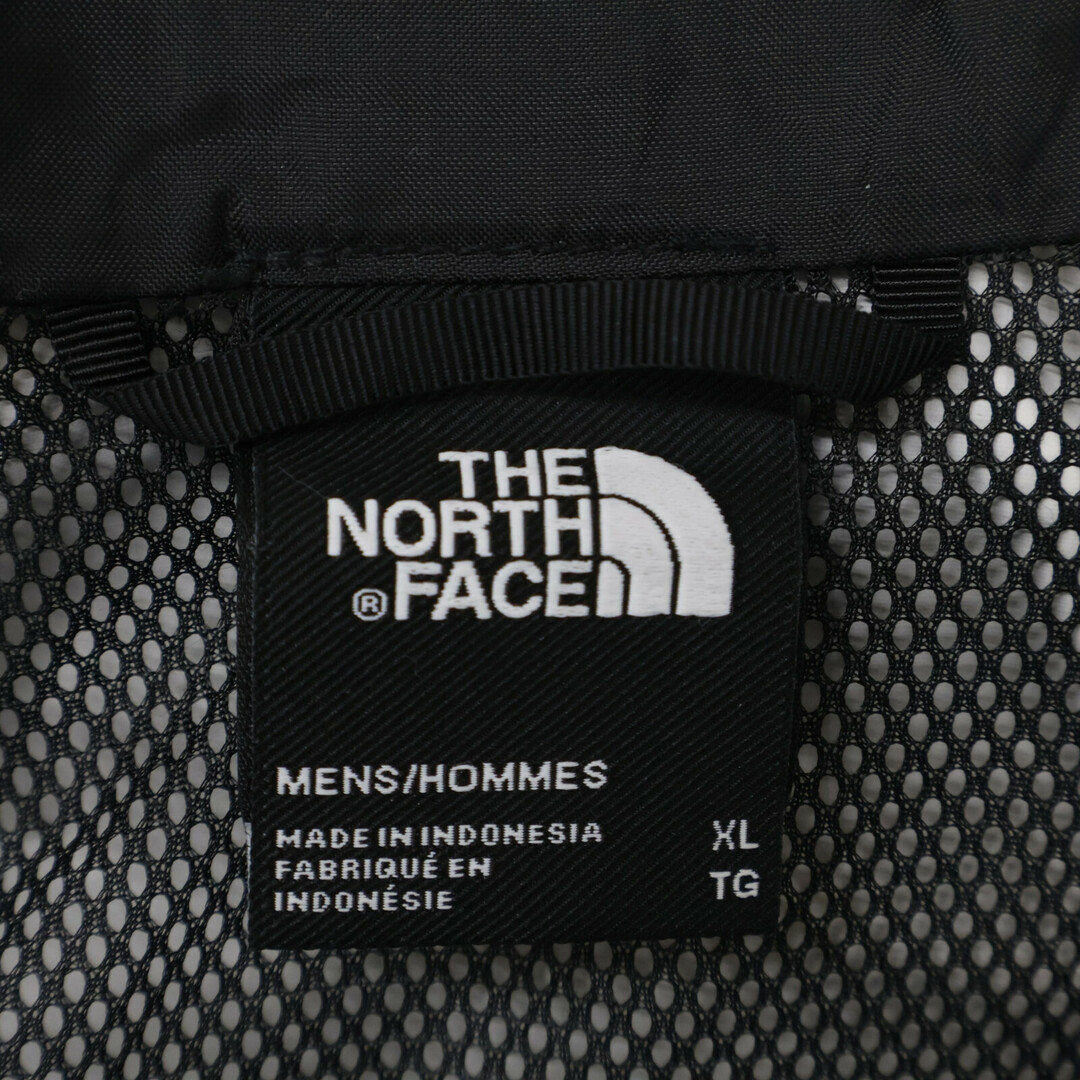 THE
NORTH
®FACE
MENS/HOMMES
MADE IN INDONESIA
FABRIQUÉ EN
INDONÉSIE
XL
TG